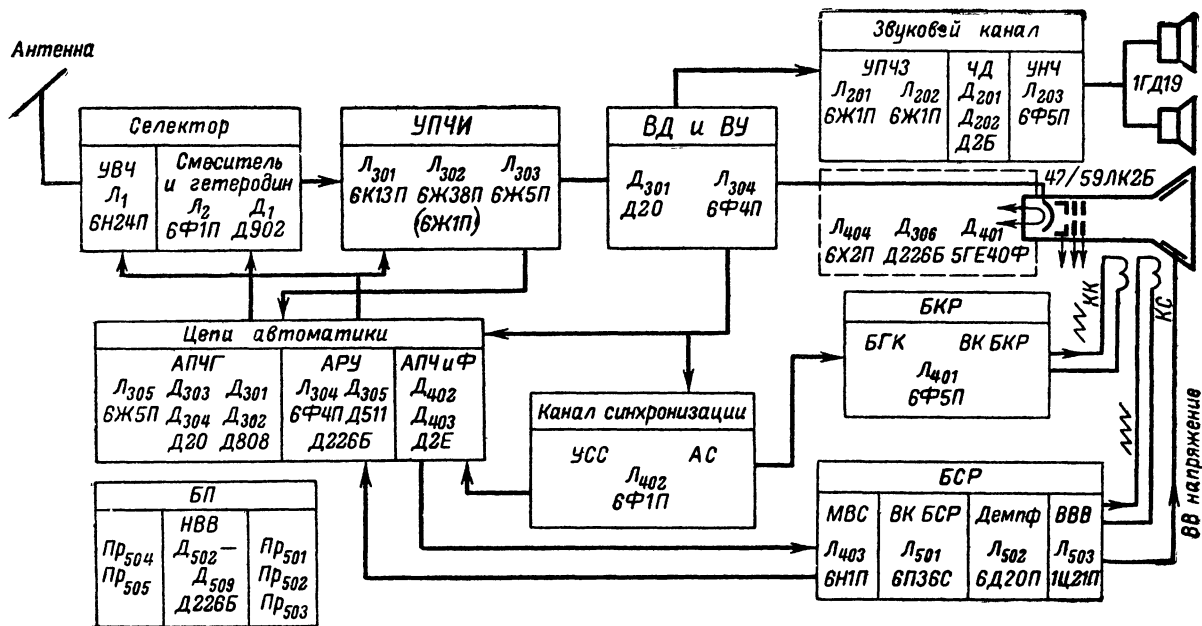 Антенна
Селектор
УВЧ
Л1
6Н24П
Смеситель
и гетеродин
Л2 Д1
6Ф1П Д902
УПЧИ
Л301 Л302 Л303
6К13П 6Ж38П 6Ж5П
(6Ж1П)
ВД и ВУ
Д301 Л304
Д20 6Ф4П
Звуковой канал
УПЧЗ
Л201 Л202
6Ж1П 6Ж1П
ЧД
Д201
Д202
Д2Б
УНЧ
Л203
6Ф5П
1ГД19
47/59ЛК2Б
Л404 Д306 Д401
6Х2П Д226Б 5ГЕ40Ф
КК
КС
Цепи автоматики
АПЧГ
Л305 Д303 Д301
6Ж5П Д304 Д302
Д20 Д808
АРУ
Л304 Д305
6Ф4П Д511
Д226Б
АПЧиФ
Д402
Д403
Д2Е
Канал синхронизации
УСС АС
Л402
6Ф1П
БКР
БГК ВК БКР
Л401
6Ф5П
БП
Пр504
Пр505
НВВ
Д502—
Д509
Д226Б
Пр501
Пр502
Пр503
БСР
МВС
Л403
6Н1П
ВК БСР
Л501
6П36С
Демпф
Л502
6Д20П
ВВВ
Л503
1Ц21П
ВВ напряжение